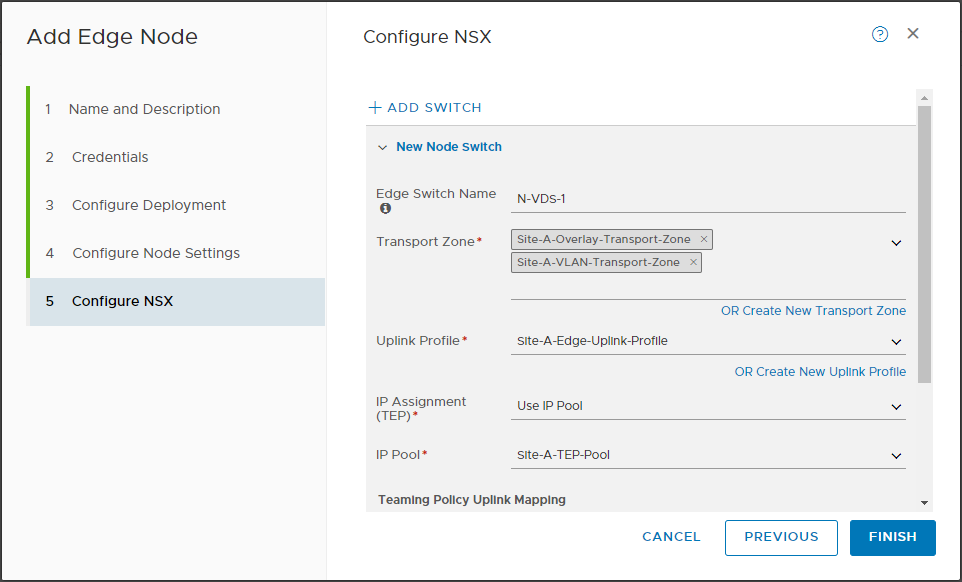 Add Edge Node
1 Name and Description
2 Credentials
3 Configure Deployment
4 Configure Node Settings
5 Configure NSX
Configure NSX
? ×
+ ADD SWITCH
New Node Switch
Edge Switch Name
N-VDS-1
Transport Zone*
Site-A-Overlay-Transport-Zone ×
Site-A-VLAN-Transport-Zone ×
OR Create New Transport Zone
Uplink Profile*
Site-A-Edge-Uplink-Profile
OR Create New Uplink Profile
IP Assignment
(TEP)*
Use IP Pool
IP Pool*
Site-A-TEP-Pool
Teaming Policy Uplink Mapping
CANCEL
PREVIOUS
FINISH